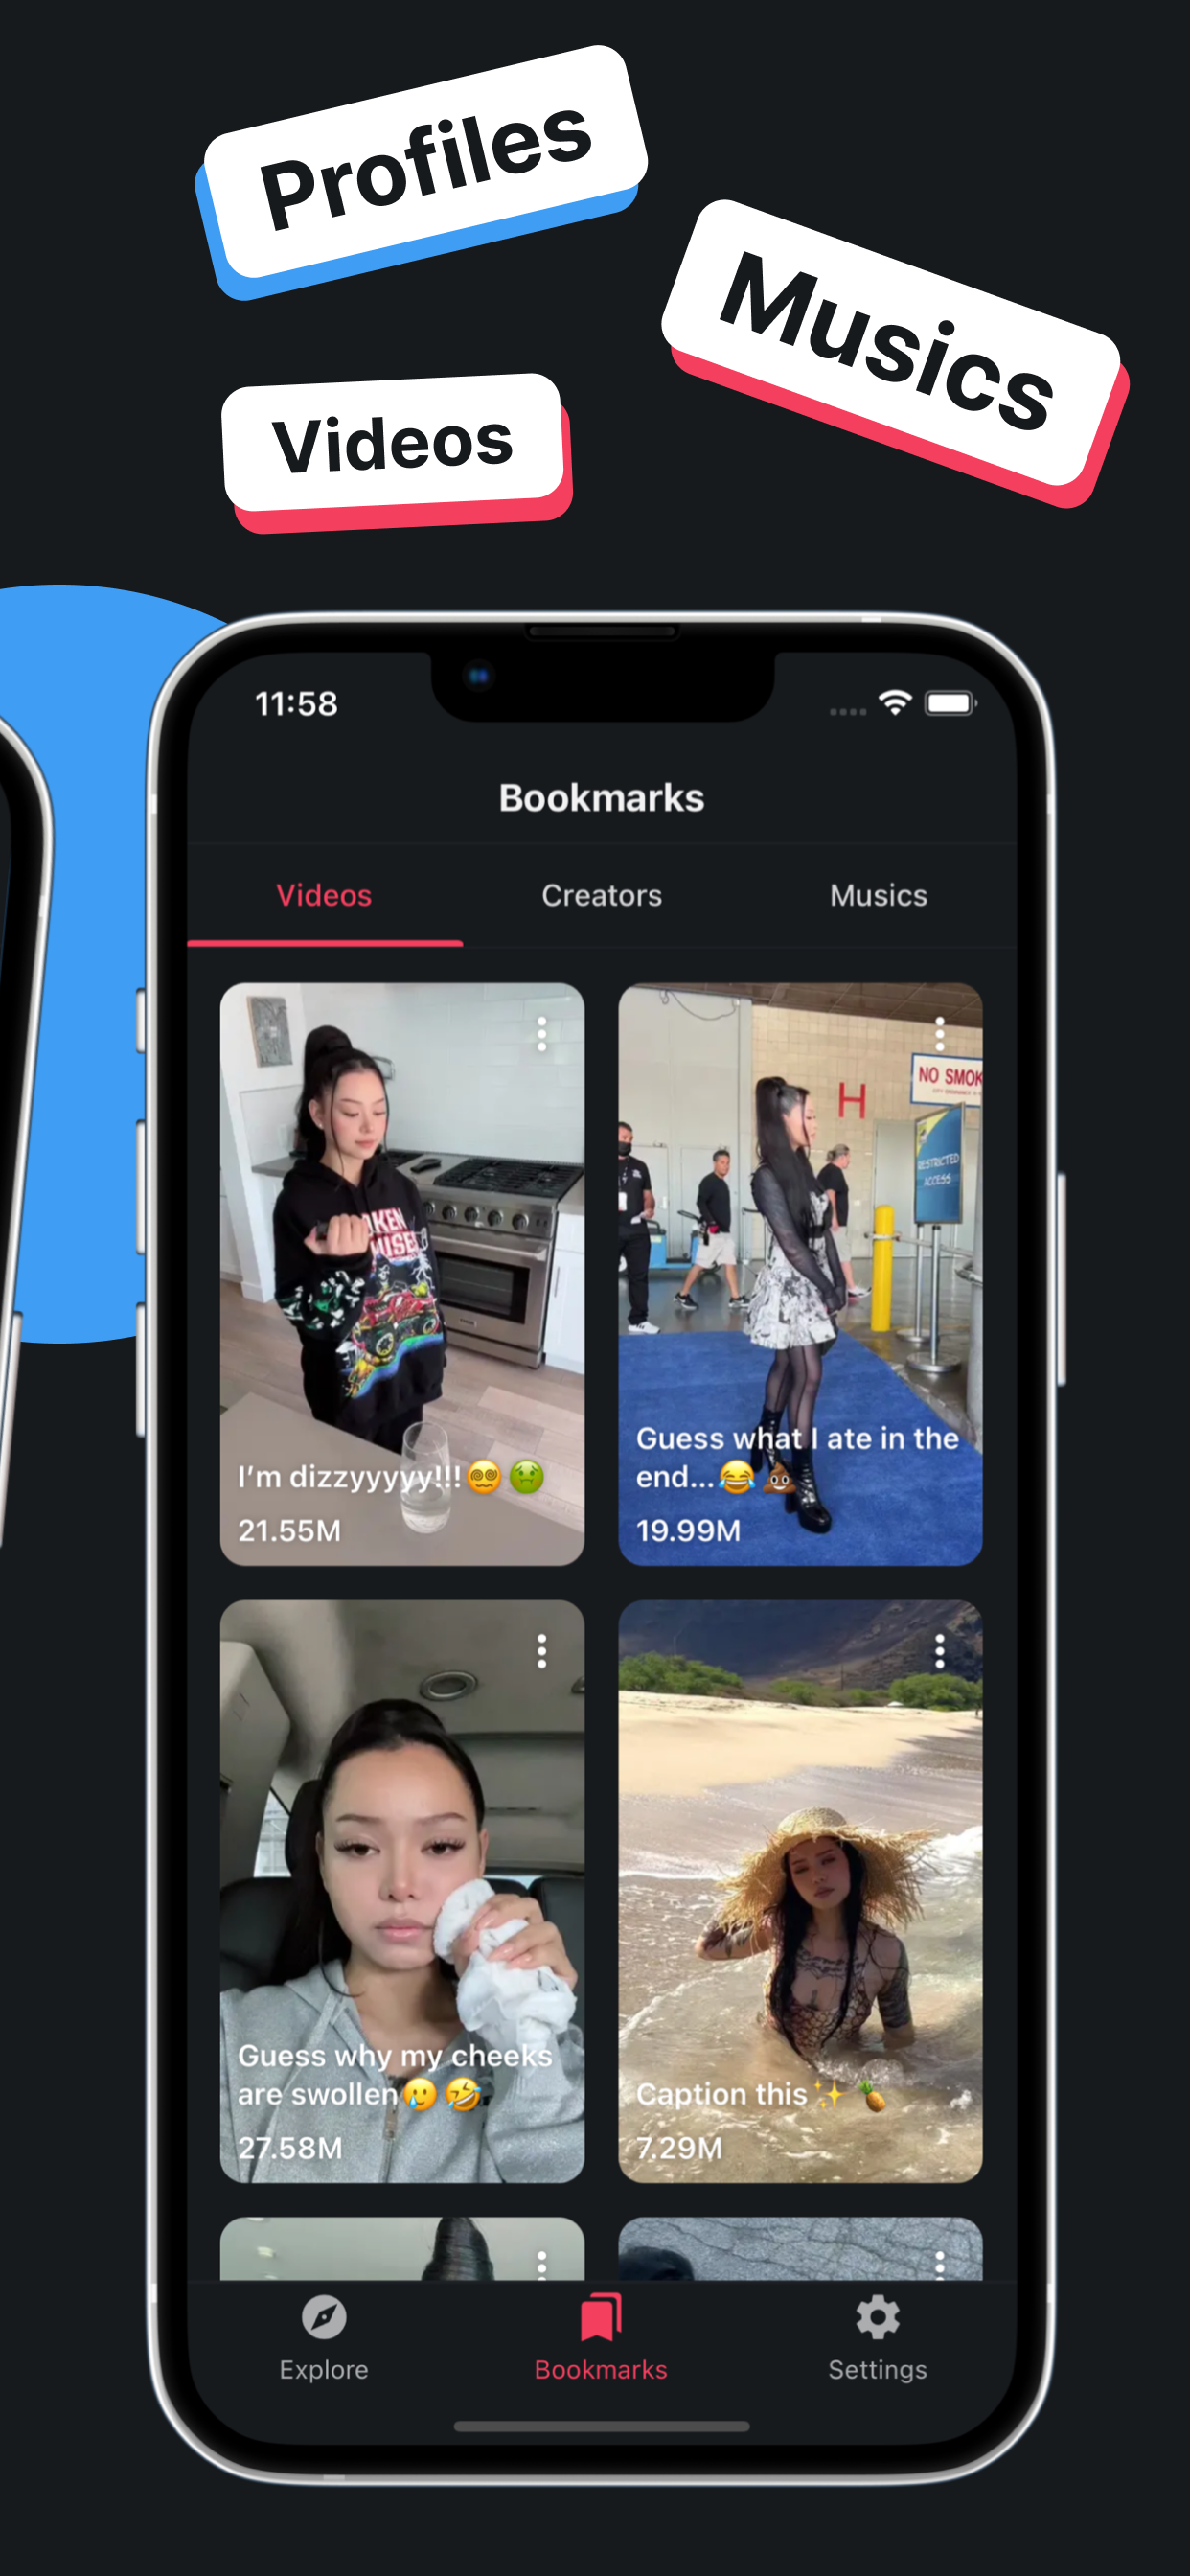 Profiles
Musics
Videos
11:58
Bookmarks
Videos
Creators
Musics
NO SMOK
H
RESTRICTED
ACCESS
I’m dizzyyyyy!!!😵‍💫🤢
21.55M
Guess what I ate in the
end...😂💩
19.99M
Guess why my cheeks
are swollen🥲🤣
27.58M
Caption this✨🍍
7.29M
Explore
Bookmarks
Settings